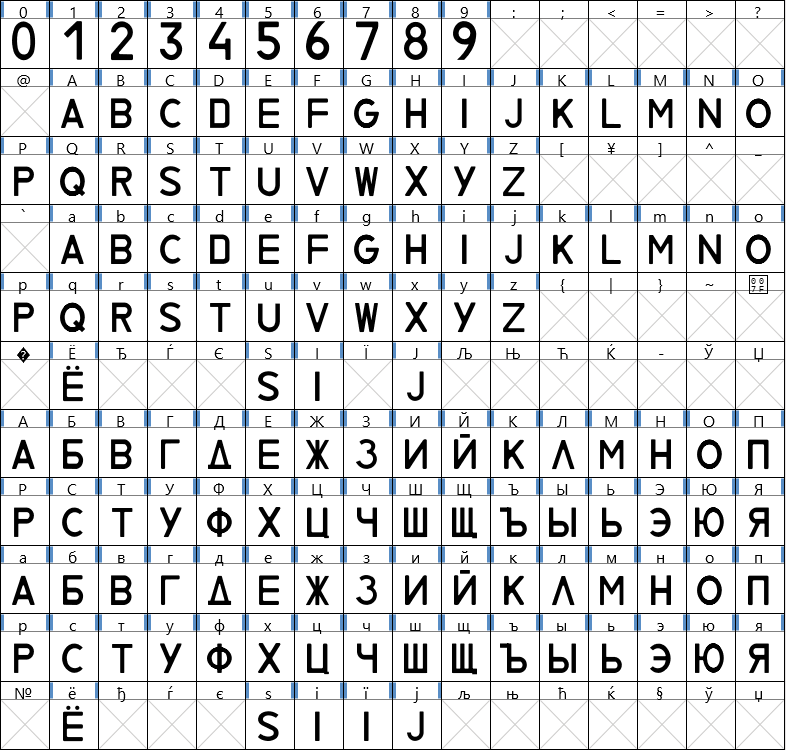 0 1 2 3 4 5 6 7 8 9 : ; < = > ?
0 1 2 3 4 5 6 7 8 9
@ A B C D E F G H I J K L M N O
A B C D E F G H I J K L M N O
P Q R S T U V W X Y Z [ ¥ ] ^ _
P Q R S T U V W X Y Z
` a b c d e f g h i j k l m n o
A B C D E F G H I J K L M N O
p q r s t u v w x y z { | } ~ 007F
P Q R S T U V W X Y Z
� Ё Ђ Ѓ Є Ѕ І Ї Ј Љ Њ Ћ Ќ - Ў Џ
Ё Ѕ І Ј
А Б В Г Д Е Ж З И Й К Л М Н О П
А Б В Г Д Е Ж З И Й К Л М Н О П
Р С Т У Ф Х Ц Ч Ш Щ Ъ Ы Ь Э Ю Я
Р С Т У Ф Х Ц Ч Ш Щ Ъ Ы Ь Э Ю Я
а б в г д е ж з и й к л м н о п
А Б В Г Д Е Ж З И Й К Л М Н О П
р с т у ф х ц ч ш щ ъ ы ь э ю я
Р С Т У Ф Х Ц Ч Ш Щ Ъ Ы Ь Э Ю Я
№ ё ђ ѓ є ѕ і ї ј љ њ ћ ќ § ў џ
Ё Ѕ І І Ј